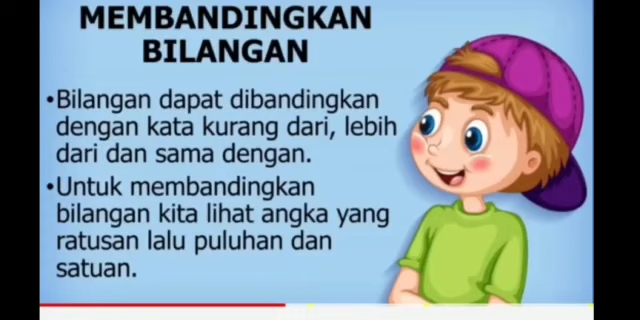 MEMBANDINGKAN
BILANGAN
•Bilangan dapat dibandingkan
dengan kata kurang dari, lebih
dari dan sama dengan.
•Untuk membandingkan
bilangan kita lihat angka yang
ratusan lalu puluhan dan
satuan.